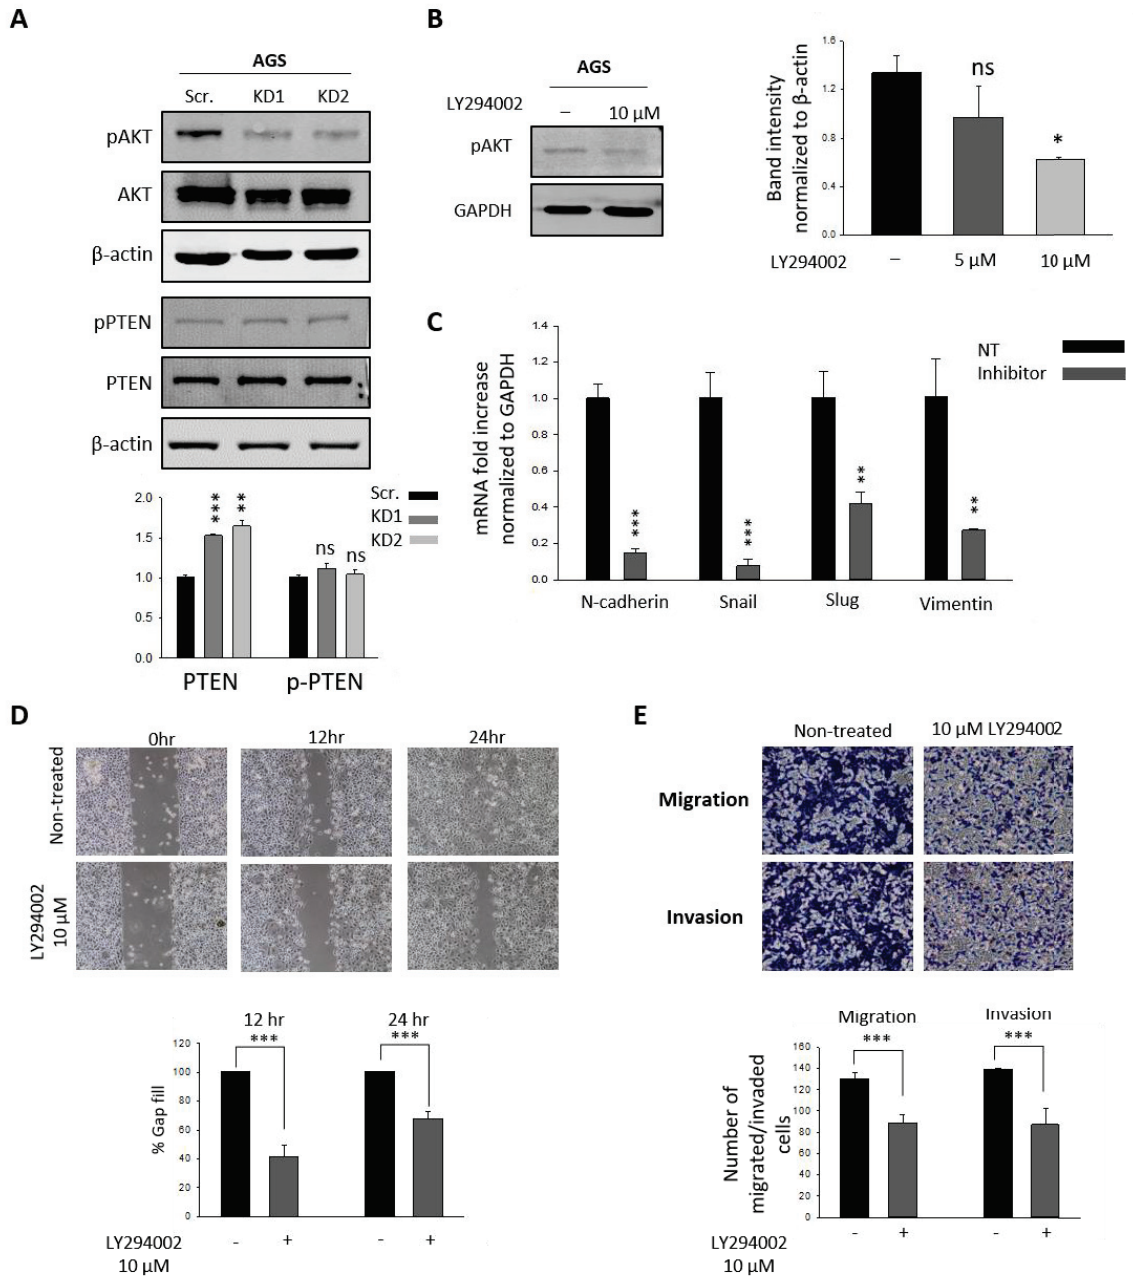 A
AGS
Scr. KD1 KD2
pAKT
AKT
β-actin
pPTEN
PTEN
β-actin
2.0
1.5
1.0
0.5
0.0
***
**
ns
ns
Scr.
KD1
KD2
PTEN p-PTEN
B
AGS
LY294002
– 10 μM
pAKT
GAPDH
Band intensity
normalized to β-actin
1.6
1.2
0.8
0.4
0.0
ns
*
LY294002 – 5 μM 10 μM
C
mRNA fold increase
normalized to GAPDH
1.4
1.2
1.0
0.8
0.6
0.4
0.2
0.0
***
***
**
**
NT
Inhibitor
N-cadherin Snail Slug Vimentin
D
0hr 12hr 24hr
Non-treated
LY294002
10 μM
12 hr 24 hr
*** ***
% Gap fill
120
100
80
60
40
20
0
LY294002
10 μM
- + - +
E
Non-treated 10 μM LY294002
Migration
Invasion
Migration Invasion
*** ***
Number of
migrated/invaded
cells
160
140
120
100
80
60
40
20
0
LY294002
10 μM
- + - +